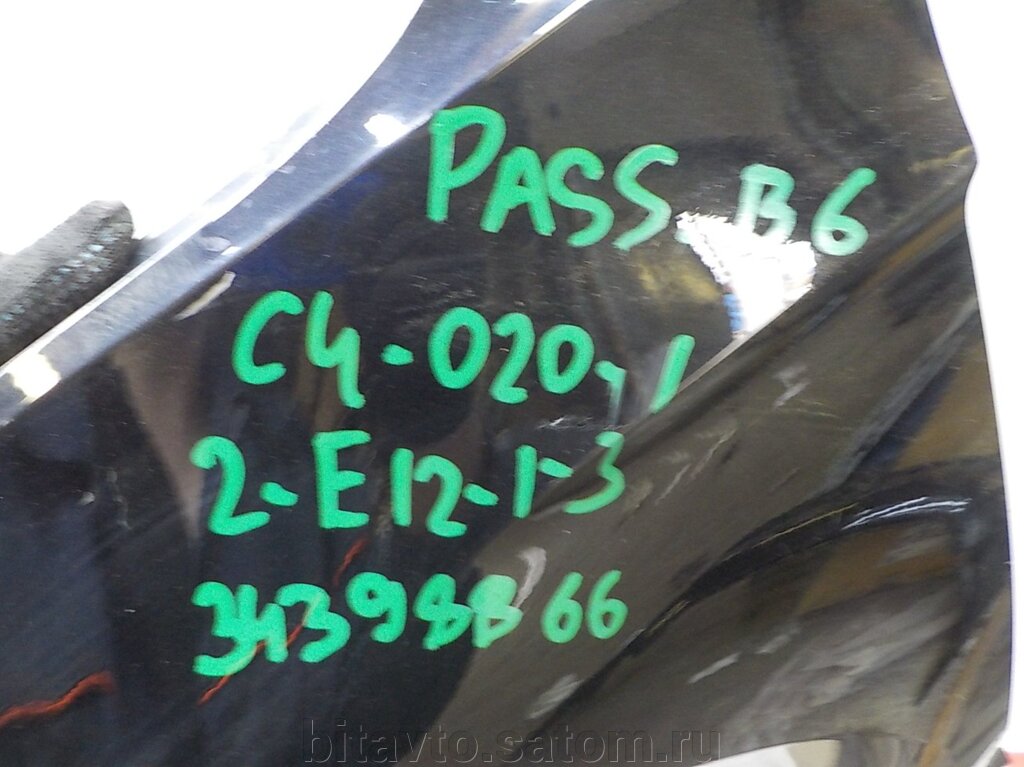 PASS. B6
C4-020-1
2-E12-1-3
34398866
bitavto.satom.ru